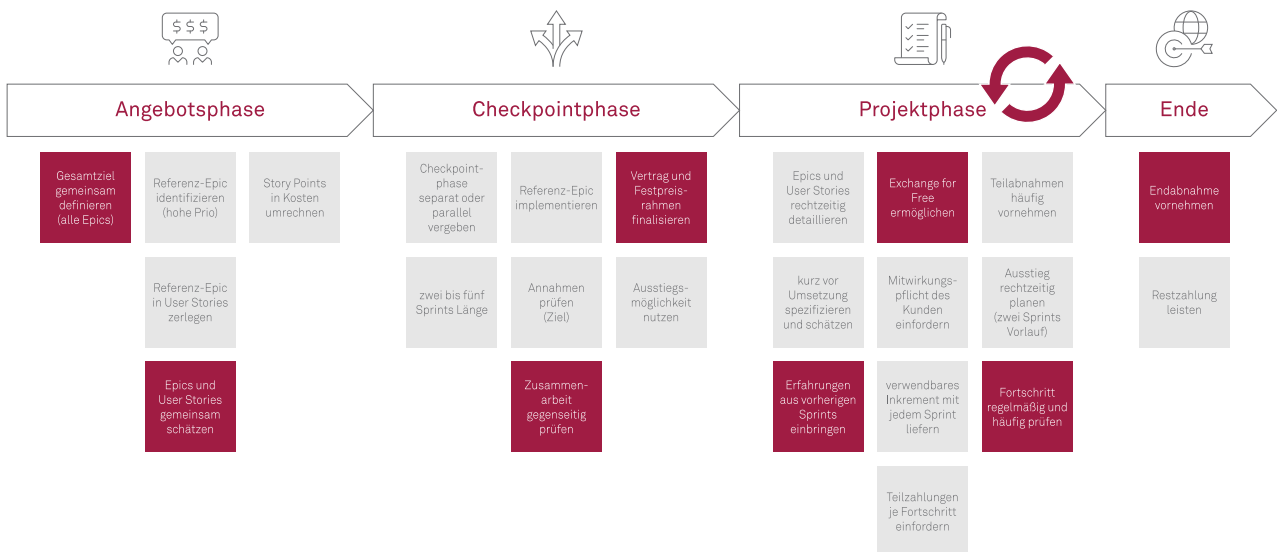 $ $ $
Angebotsphase
Checkpointphase
Projektphase
Ende
Gesamtziel
gemeinsam
definieren
(alle Epics)
Referenz-Epic
identifizieren
(hohe Prio)
Story Points
in Kosten
umrechnen
Referenz-Epic
in User Stories
zerlegen
Epics und
User Stories
gemeinsam
schätzen
Checkpoint-
phase
separat oder
parallel
vergeben
Referenz-Epic
implementieren
Vertrag und
Festpreis-
rahmen
finalisieren
zwei bis fünf
Sprints Länge
Annahmen
prüfen
(Ziel)
Ausstiegs-
möglichkeit
nutzen
Zusammen-
arbeit
gegenseitig
prüfen
Epics und
User Stories
rechtzeitig
detaillieren
Exchange for
Free
ermöglichen
Teilabnahmen
häufig
vornehmen
kurz vor
Umsetzung
spezifizieren
und schätzen
Mitwirkungs-
pflicht des
Kunden
einfordern
Ausstieg
rechtzeitig
planen
(zwei Sprints
Vorlauf)
Erfahrungen
aus vorherigen
Sprints
einbringen
verwendbares
Inkrement mit
jedem Sprint
liefern
Fortschritt
regelmäßig und
häufig prüfen
Teilzahlungen
je Fortschritt
einfordern
Endabnahme
vornehmen
Restzahlung
leisten